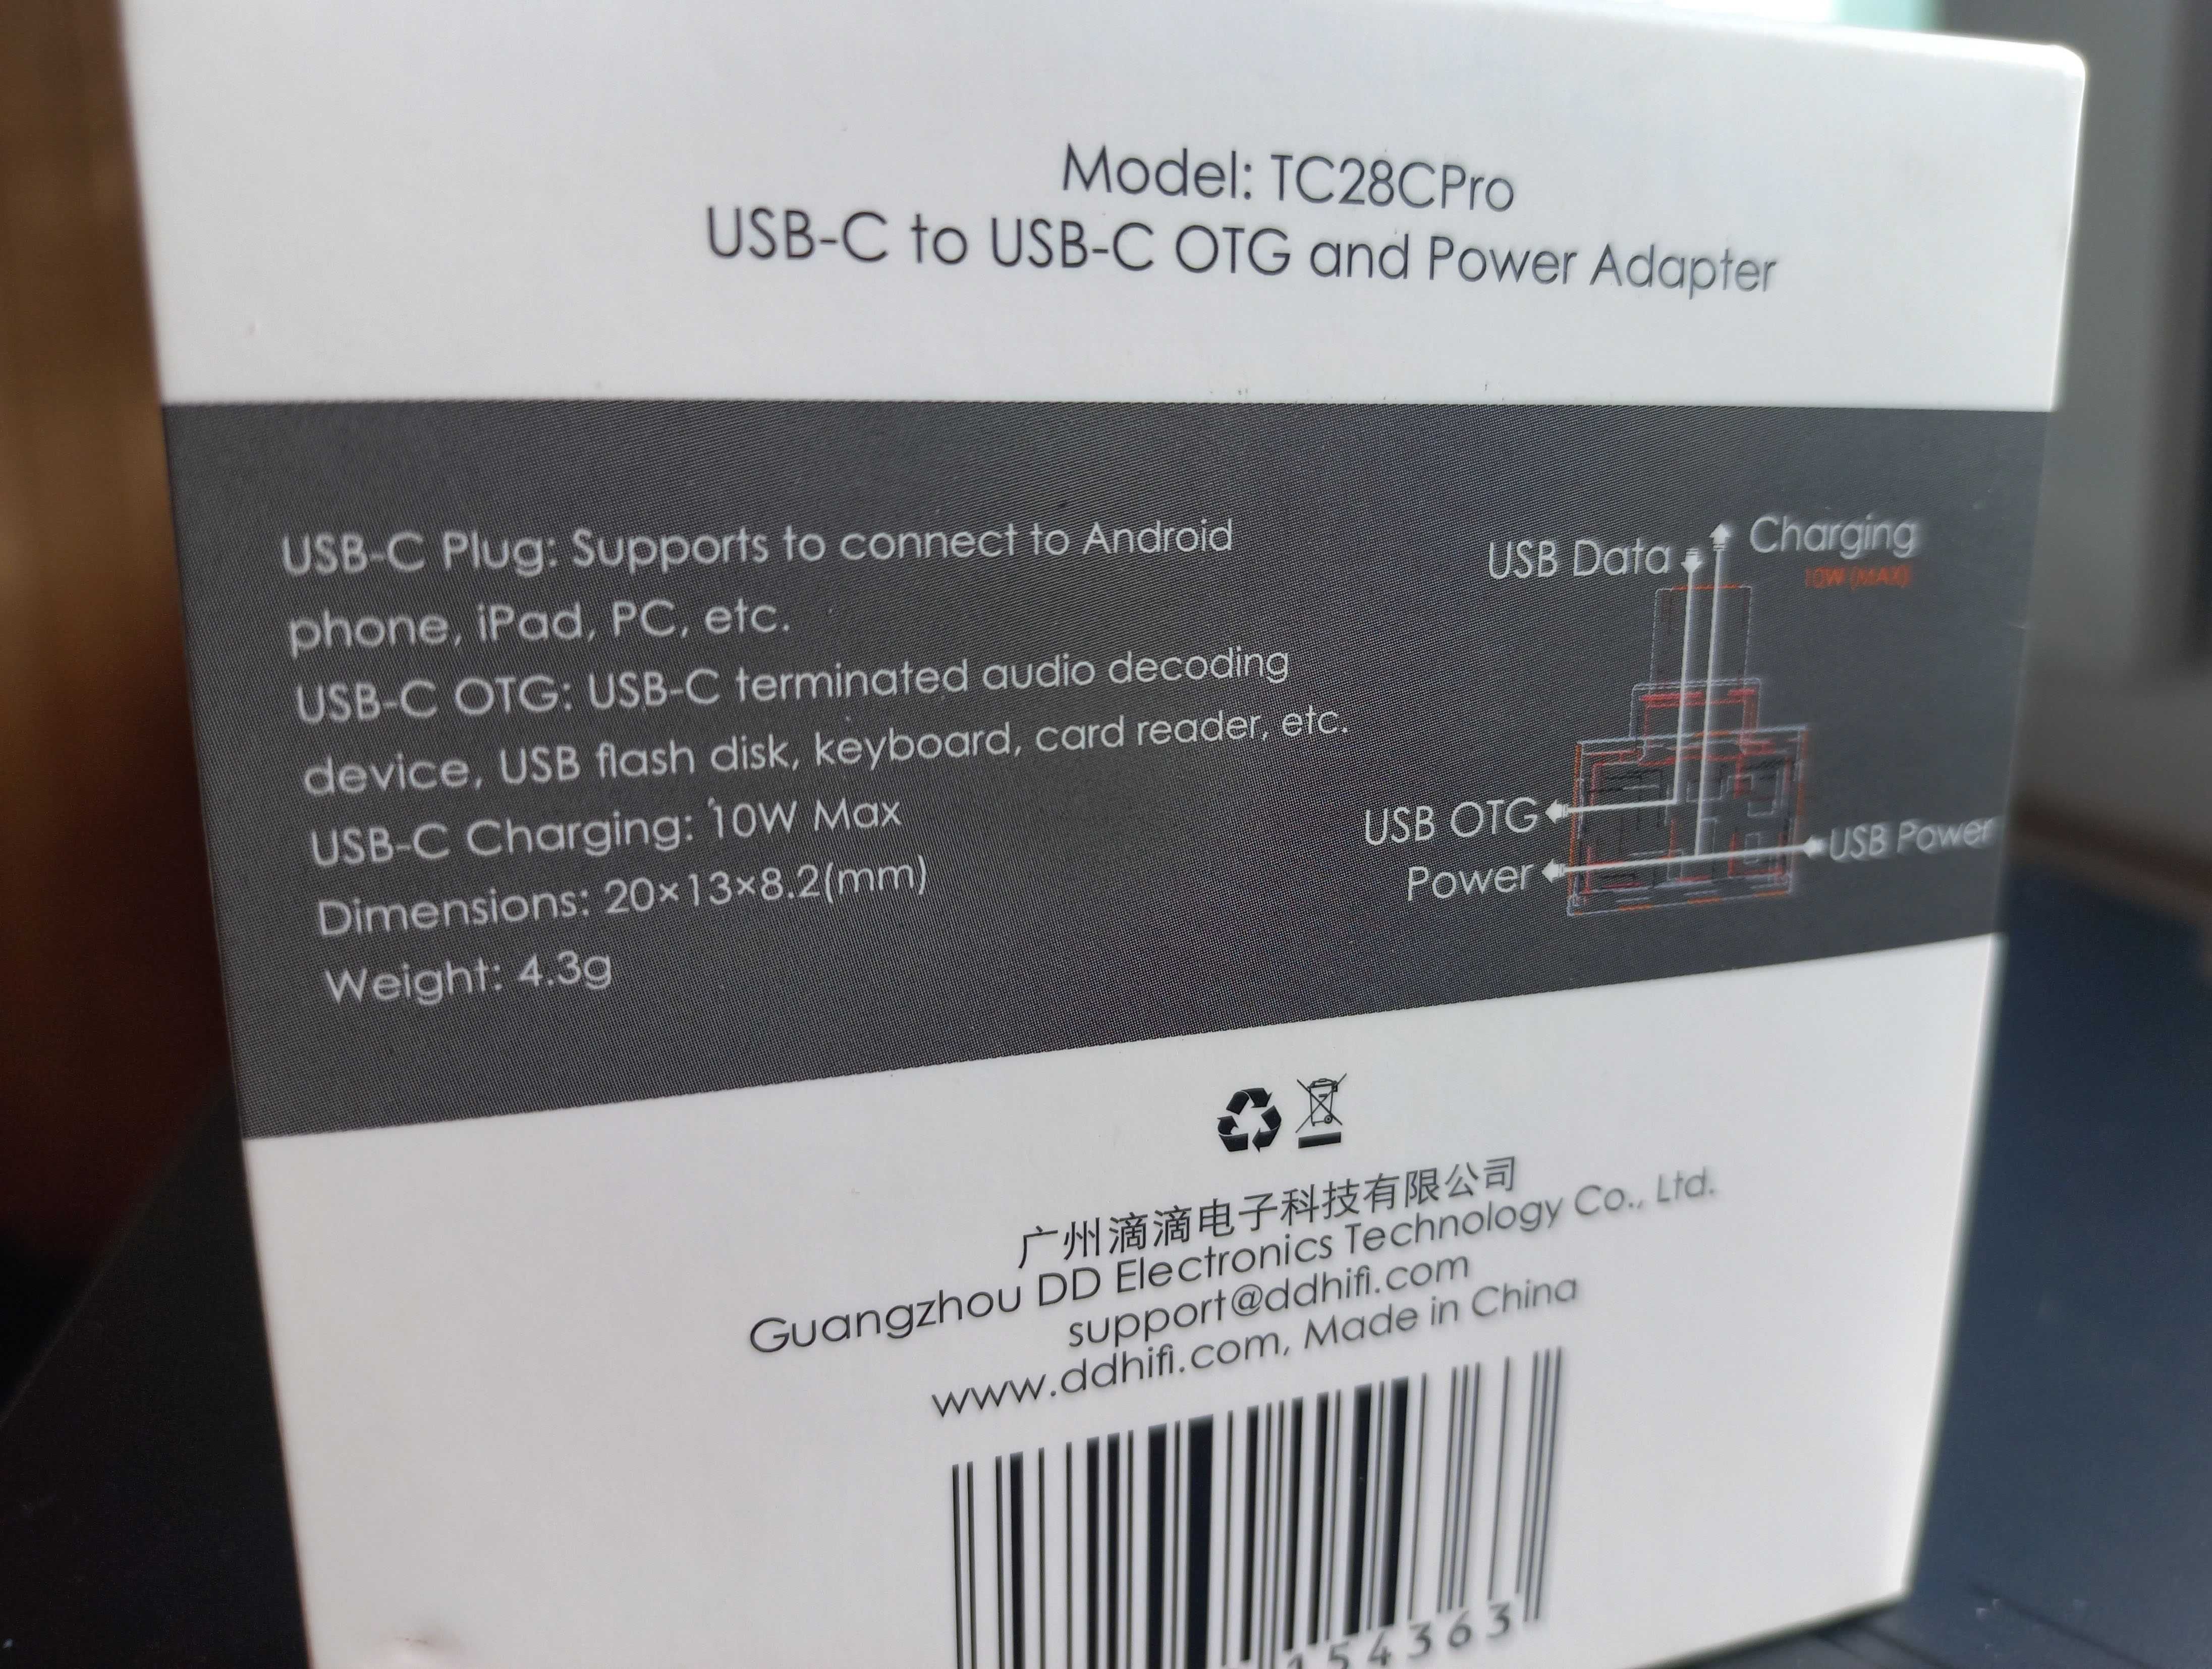 Model: TC28CPro
USB-C to USB-C OTG and Power Adapter
USB-C Plug: Supports to connect to Android
phone, iPad, PC, etc.
USB-C OTG: USB-C terminated audio decoding
device, USB flash disk, keyboard, card reader, etc.
USB-C Charging: 10W Max
Dimensions: 20×13×8.2(mm)
Weight: 4.3g
USB Data
Charging
10W (MAX)
USB OTG
Power
USB Power
广州滴滴电子科技有限公司
Guangzhou DD Electronics Technology Co., Ltd.
support@ddhifi.com
www.ddhifi.com, Made in China
154363